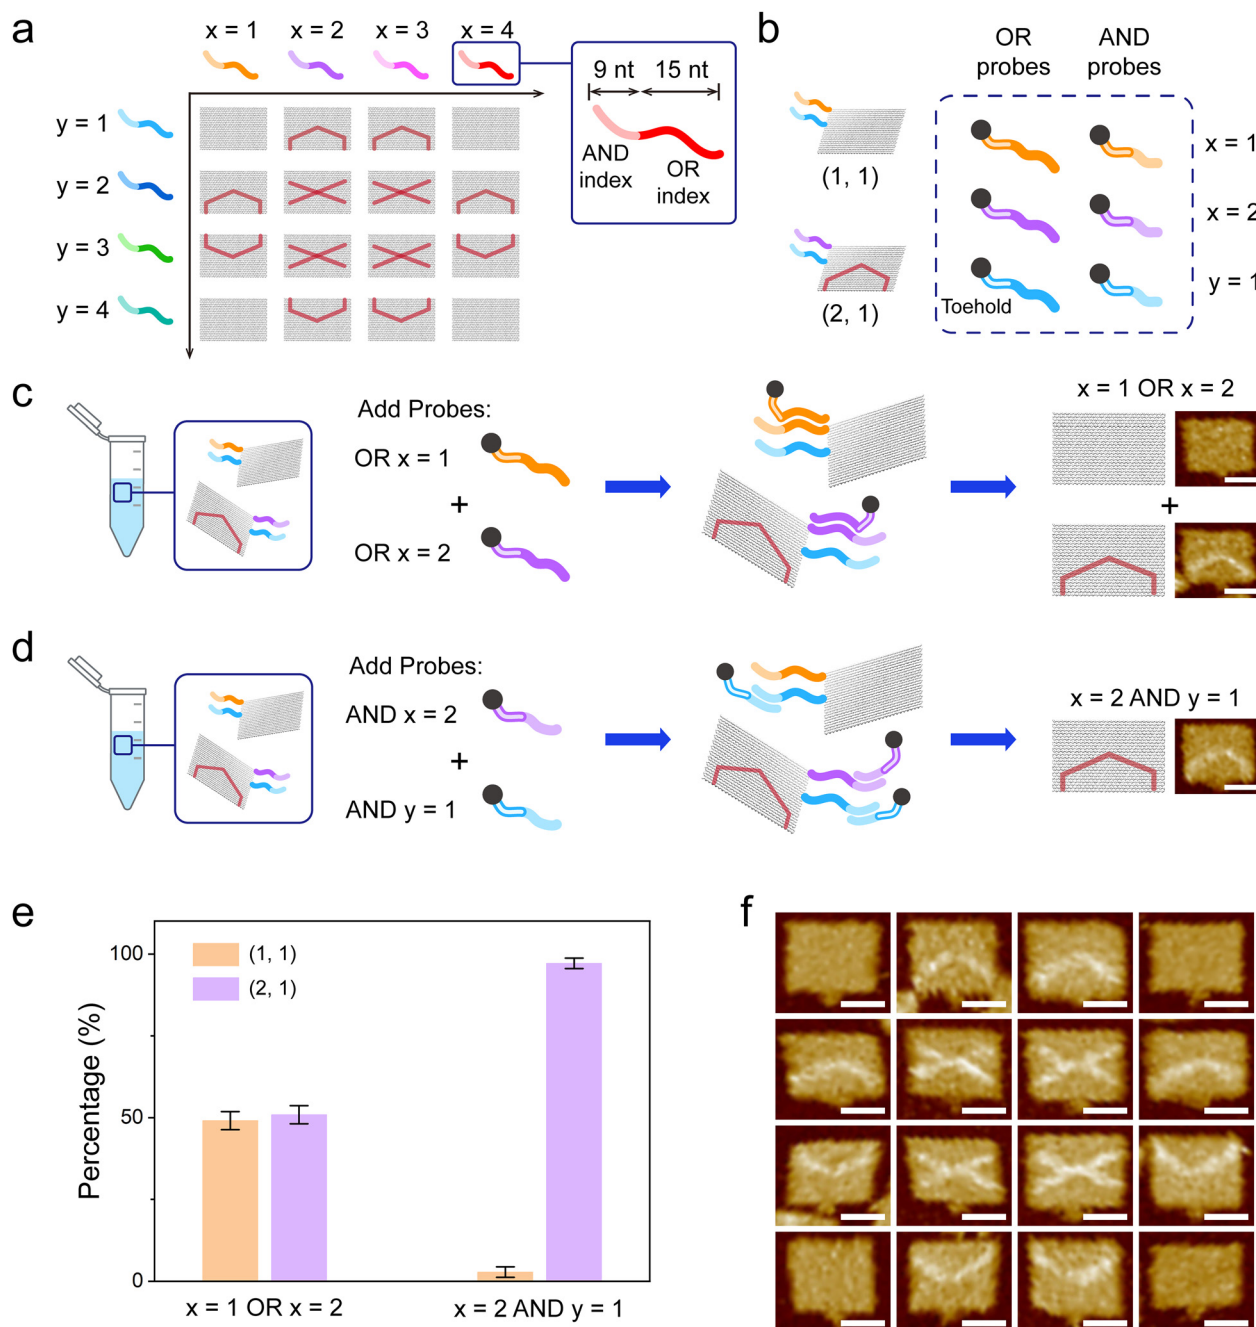 a
x = 1
x = 2
x = 3
x = 4
y = 1
y = 2
y = 3
y = 4
9 nt
15 nt
AND
index
OR
index
b
OR
probes
AND
probes
(1, 1)
(2, 1)
x = 1
x = 2
y = 1
Toehold
c
Add Probes:
OR x = 1
+
OR x = 2
x = 1 OR x = 2
+
d
Add Probes:
AND x = 2
+
AND y = 1
x = 2 AND y = 1
e
Percentage (%)
100
50
0
(1, 1)
(2, 1)
x = 1 OR x = 2
x = 2 AND y = 1
f